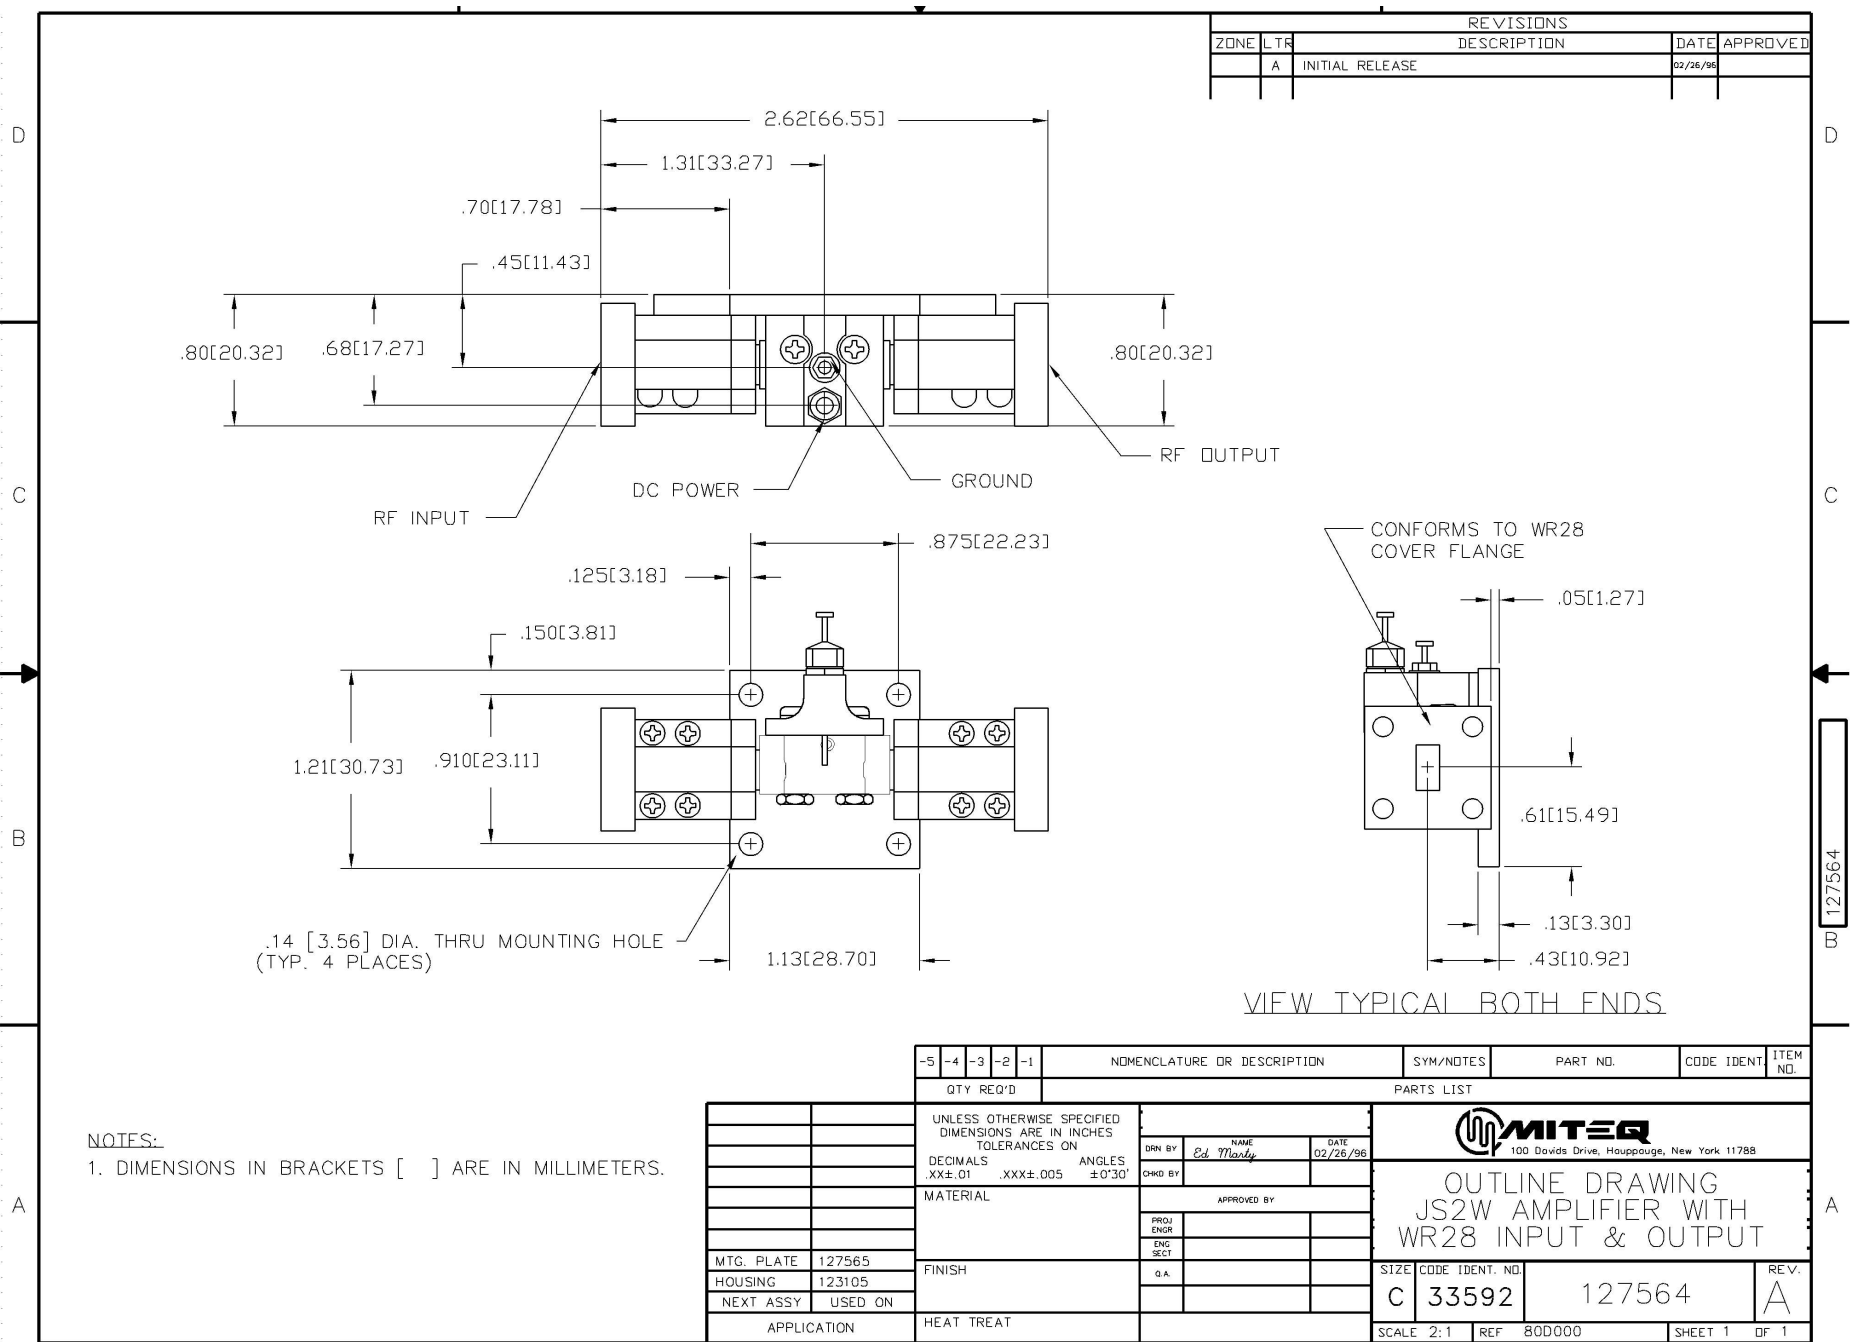 REVISIONS
ZONE LTR DESCRIPTION DATE APPROVED
A INITIAL RELEASE 02/26/96
D
D
2.62[66.55]
1.31[33.27]
.70[17.78]
.45[11.43]
.80[20.32]
.68[17.27]
.80[20.32]
RF OUTPUT
GROUND
DC POWER
RF INPUT
C
C
.875[22.23]
.125[3.18]
.150[3.81]
1.21[30.73]
.910[23.11]
.14 [3.56] DIA. THRU MOUNTING HOLE
(TYP. 4 PLACES)
1.13[28.70]
CONFORMS TO WR28
COVER FLANGE
.05[1.27]
.61[15.49]
.13[3.30]
.43[10.92]
VIEW TYPICAL BOTH ENDS
B
127564
B
-5 -4 -3 -2 -1 NOMENCLATURE OR DESCRIPTION SYM/NOTES PART NO. CODE IDENT. ITEM NO.
QTY REQ'D PARTS LIST
NOTES:
1. DIMENSIONS IN BRACKETS [ ] ARE IN MILLIMETERS.
A
A
MTG. PLATE 127565
HOUSING 123105
NEXT ASSY USED ON
APPLICATION
UNLESS OTHERWISE SPECIFIED
DIMENSIONS ARE IN INCHES
TOLERANCES ON
DECIMALS ANGLES
.XX±.01 .XXX±.005 ±0°30'
MATERIAL
FINISH
HEAT TREAT
NAME DATE
DRN BY Ed Marty 02/26/96
CHKD BY
APPROVED BY
PROJ ENGR
ENG SECT
Q.A.
MITEQ
100 Davids Drive, Hauppauge, New York 11788
OUTLINE DRAWING
JS2W AMPLIFIER WITH
WR28 INPUT & OUTPUT
SIZE CODE IDENT. NO. REV.
C 33592 127564 A
SCALE 2:1 REF 80D000 SHEET 1 OF 1